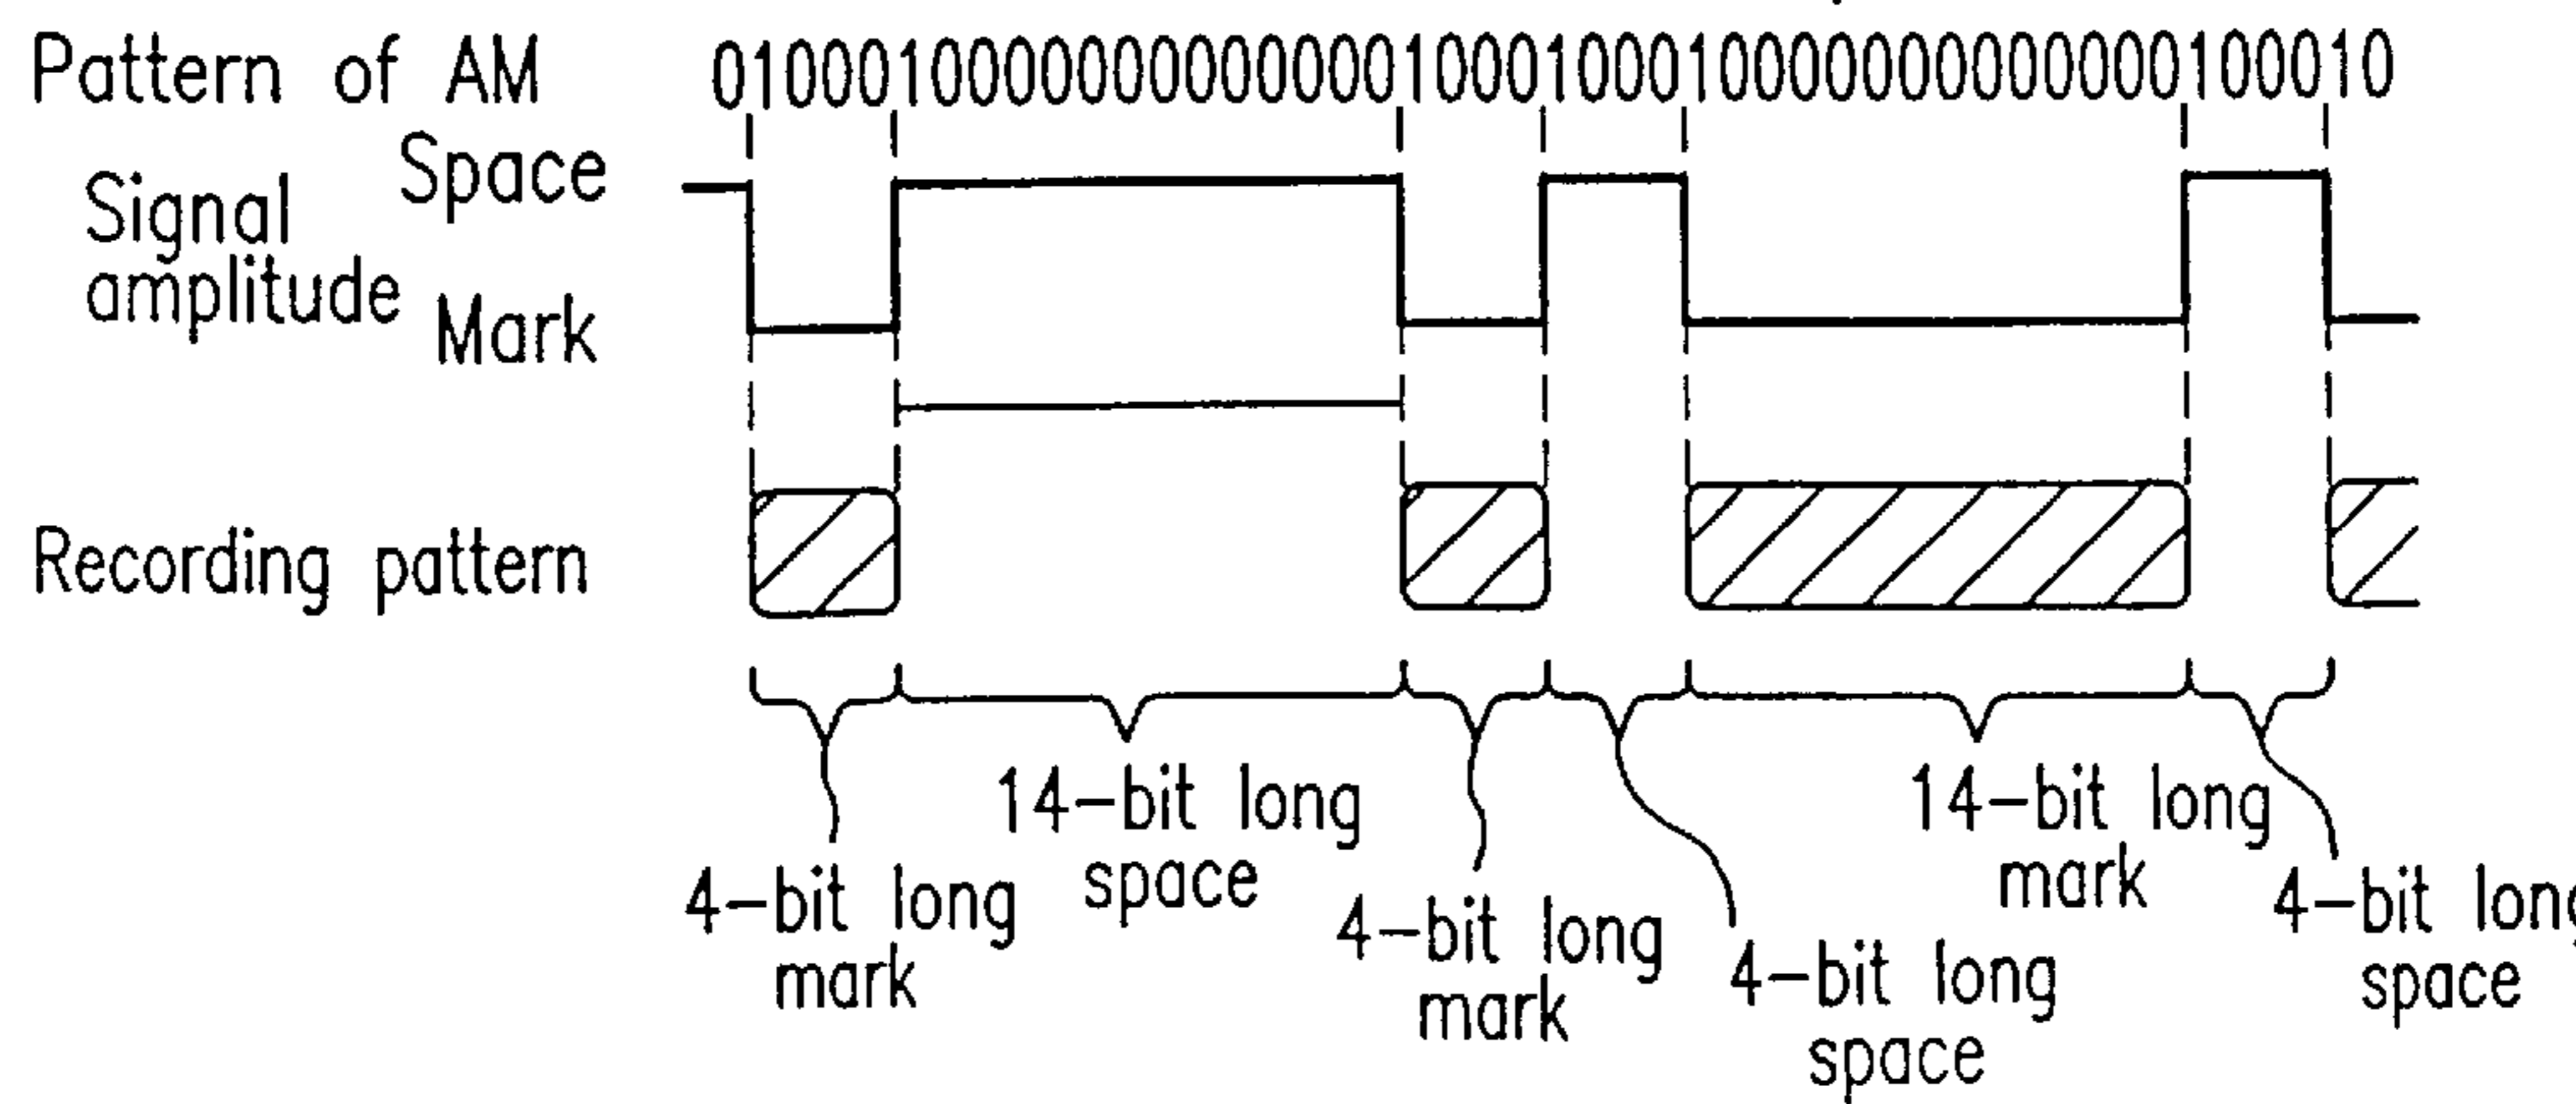 Pattern of AM 01000100000000000001000100010000000000000100010
Space
Signal
amplitude
Mark
Recording pattern
14-bit long
space
14-bit long
mark
4-bit long
mark
4-bit long
mark
4-bit long
space
4-bit long
space